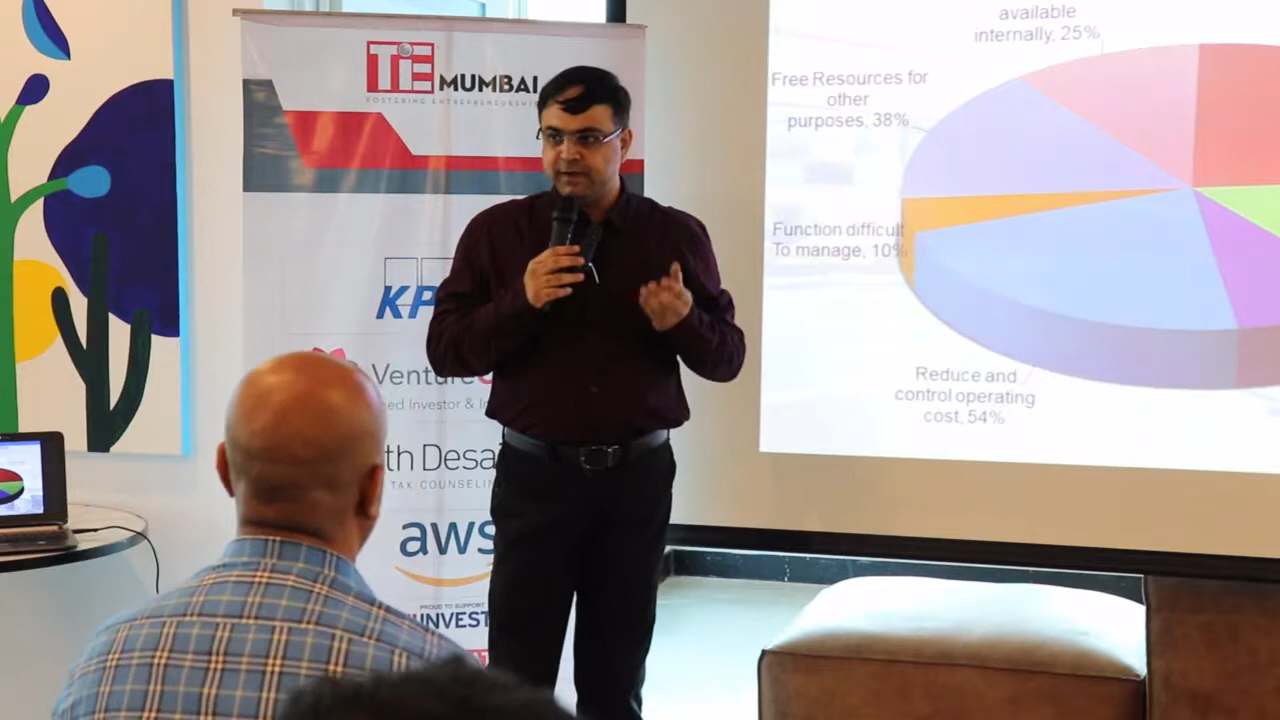 TiE MUMBAI
FOSTERING ENTREPRENEURSHIP
KP
Venture
ed Investor & In
th Desa
TAX COUNSELIN
aws
PROUD TO SUPPORT
INVEST
available
internally, 25%
Free Resources for
other
purposes, 38%
Function difficult
To manage, 10%
Reduce and
control operating
cost, 54%